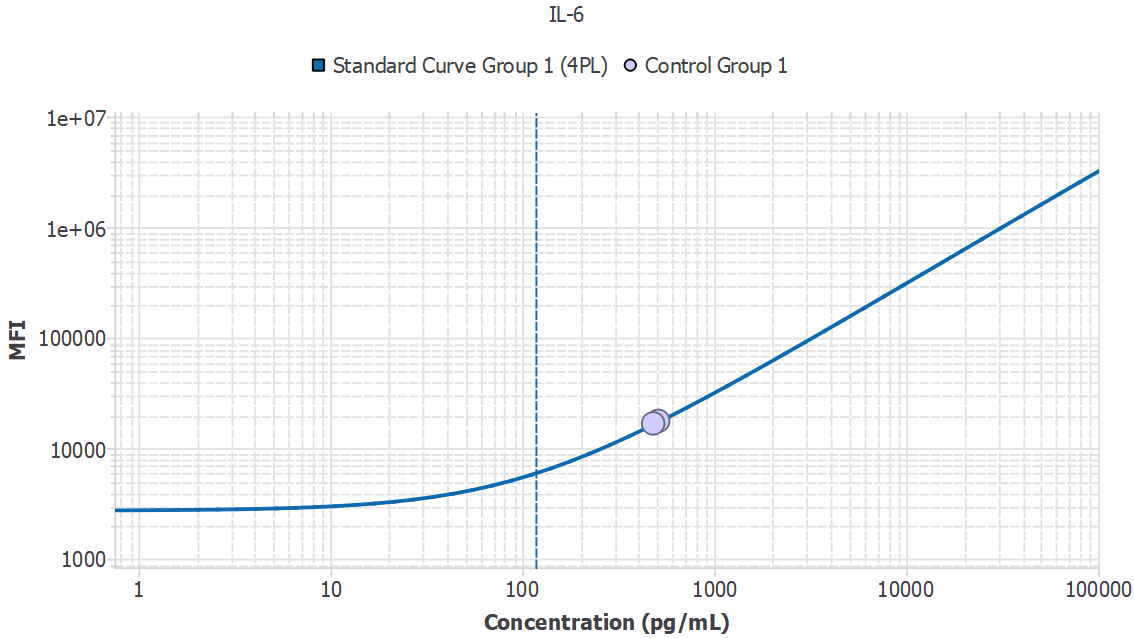 IL-6
Standard Curve Group 1 (4PL) Control Group 1
1e+07
1e+06
100000
10000
1000
MFI
1 10 100 1000 10000 100000
Concentration (pg/mL)